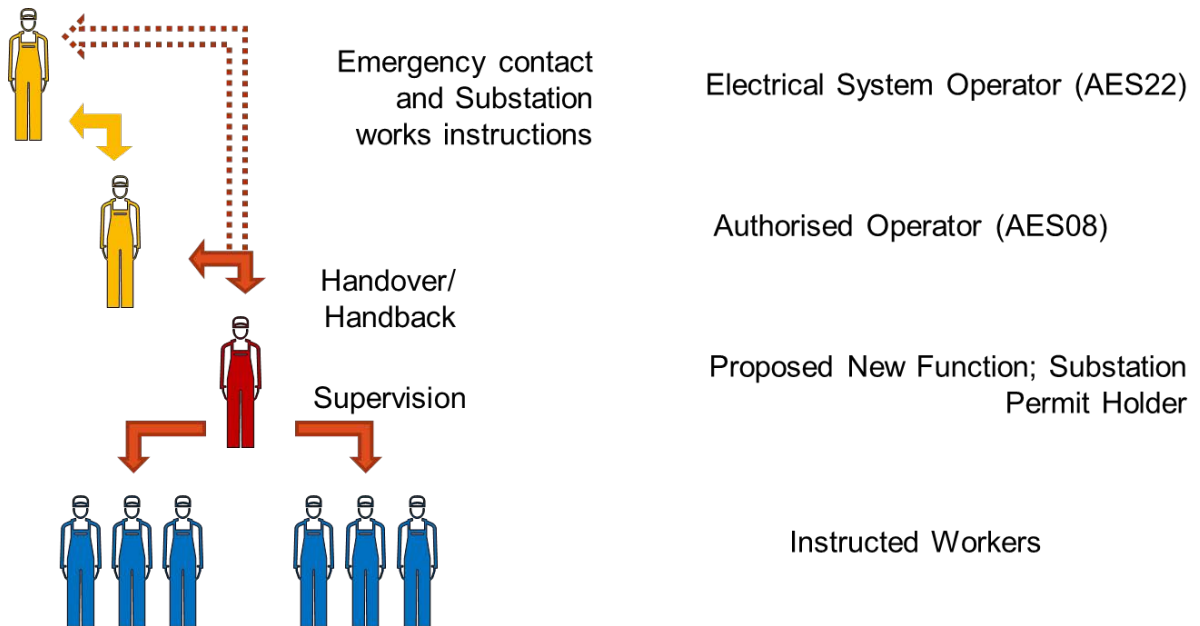 Emergency contact
and Substation
works instructions
Electrical System Operator (AES22)
Authorised Operator (AES08)
Handover/
Handback
Proposed New Function; Substation
Permit Holder
Supervision
Instructed Workers